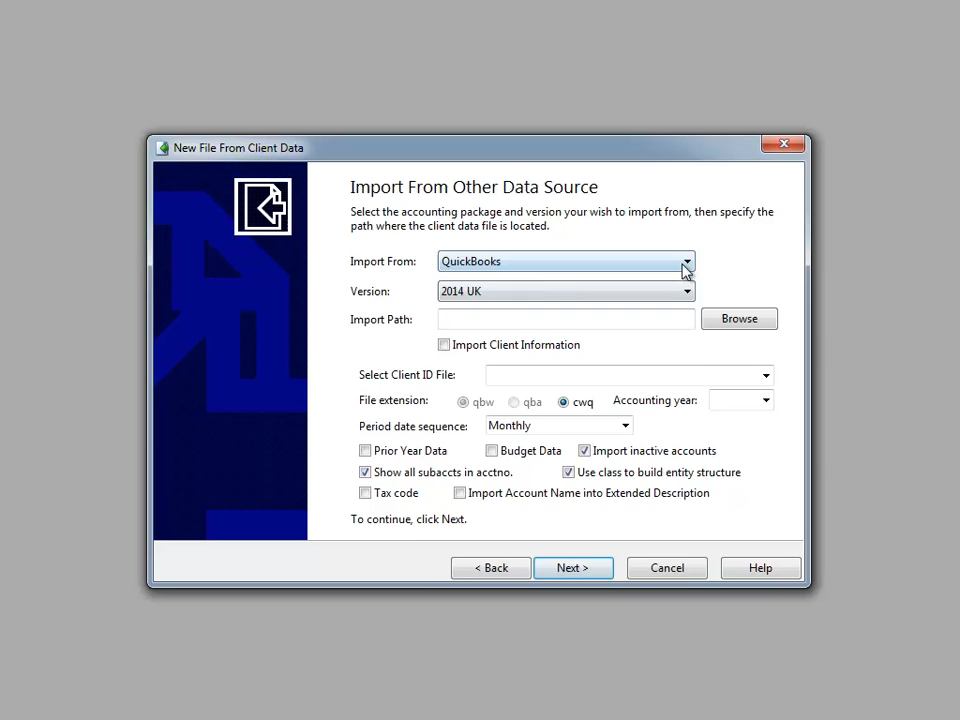 New File From Client Data
Import From Other Data Source
Select the accounting package and version your wish to import from, then specify the
path where the client data file is located.
Import From: QuickBooks
Version: 2014 UK
Import Path: Browse
Import Client Information
Select Client ID File:
File extension: qbw qba cwq Accounting year:
Period date sequence: Monthly
Prior Year Data Budget Data Import inactive accounts
Show all subaccts in acctno. Use class to build entity structure
Tax code Import Account Name into Extended Description
To continue, click Next.
< Back Next > Cancel Help